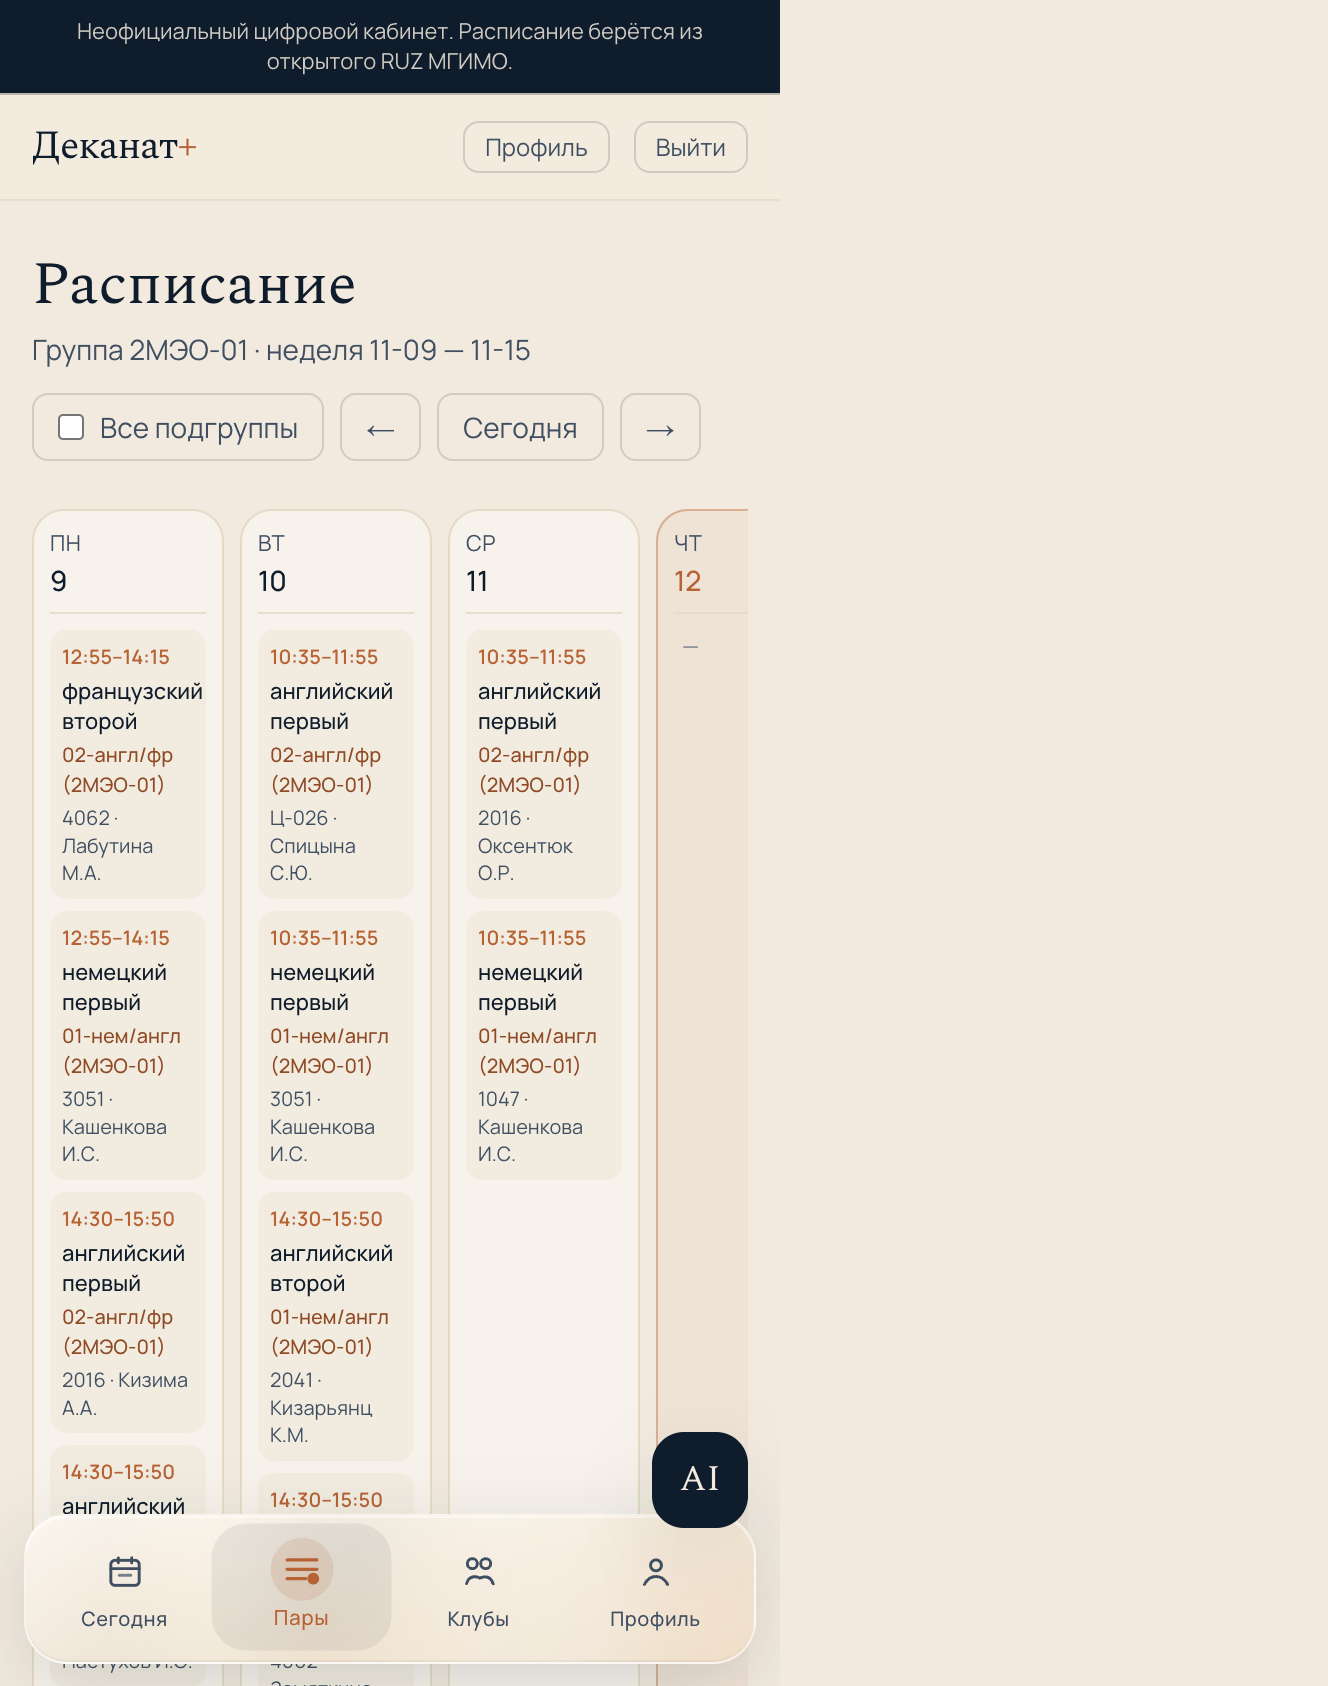 Неофициальный цифровой кабинет. Расписание берётся из
открытого RUZ МГИМО.
Деканат+
Профиль
Выйти
Расписание
Группа 2МЭО-01 · неделя 11-09 — 11-15
Все подгруппы
←
Сегодня
→
ПН
9
12:55–14:15
французский
второй
02-англ/фр
(2МЭО-01)
4062 ·
Лабутина
М.А.
12:55–14:15
немецкий
первый
01-нем/англ
(2МЭО-01)
3051 ·
Кашенкова
И.С.
14:30–15:50
английский
первый
02-англ/фр
(2МЭО-01)
2016 · Кизима
А.А.
14:30–15:50
английский
ВТ
10
10:35–11:55
английский
первый
02-англ/фр
(2МЭО-01)
Ц-026 ·
Спицына
С.Ю.
10:35–11:55
немецкий
первый
01-нем/англ
(2МЭО-01)
3051 ·
Кашенкова
И.С.
14:30–15:50
английский
второй
01-нем/англ
(2МЭО-01)
2041 ·
Кизарьянц
К.М.
14:30–15:50
СР
11
10:35–11:55
английский
первый
02-англ/фр
(2МЭО-01)
2016 ·
Оксентюк
О.Р.
10:35–11:55
немецкий
первый
01-нем/англ
(2МЭО-01)
1047 ·
Кашенкова
И.С.
ЧТ
12
—
AI
Сегодня
Пары
Клубы
Профиль